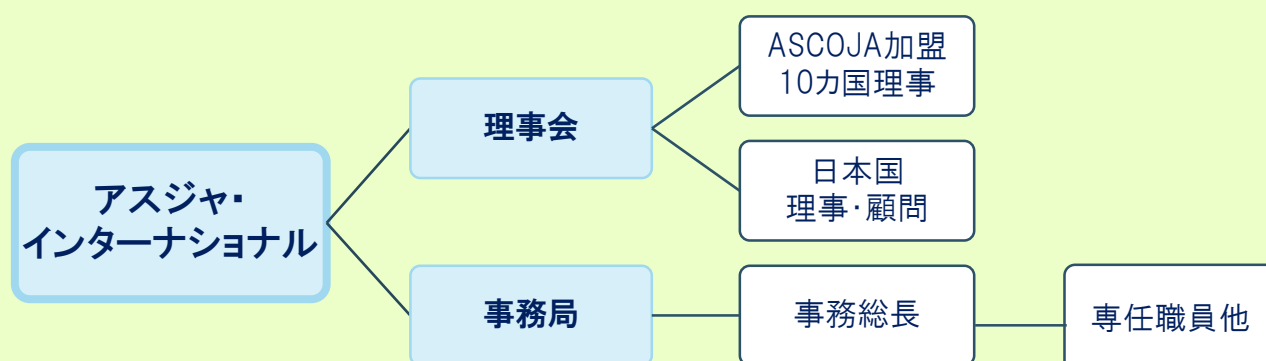 ASCOJA加盟
10カ国理事
理事会
日本国
理事・顧問
アスジャ・
インターナショナル
事務局
事務総長
専任職員他